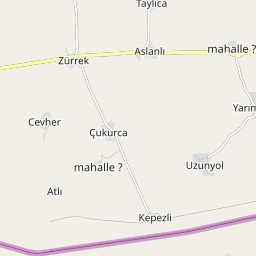 Taylıca
Aslanlı
mahalle ?
Zürrek
Yarım
Cevher
Çukurca
mahalle ?
Uzunyol
Atlı
Kepezli